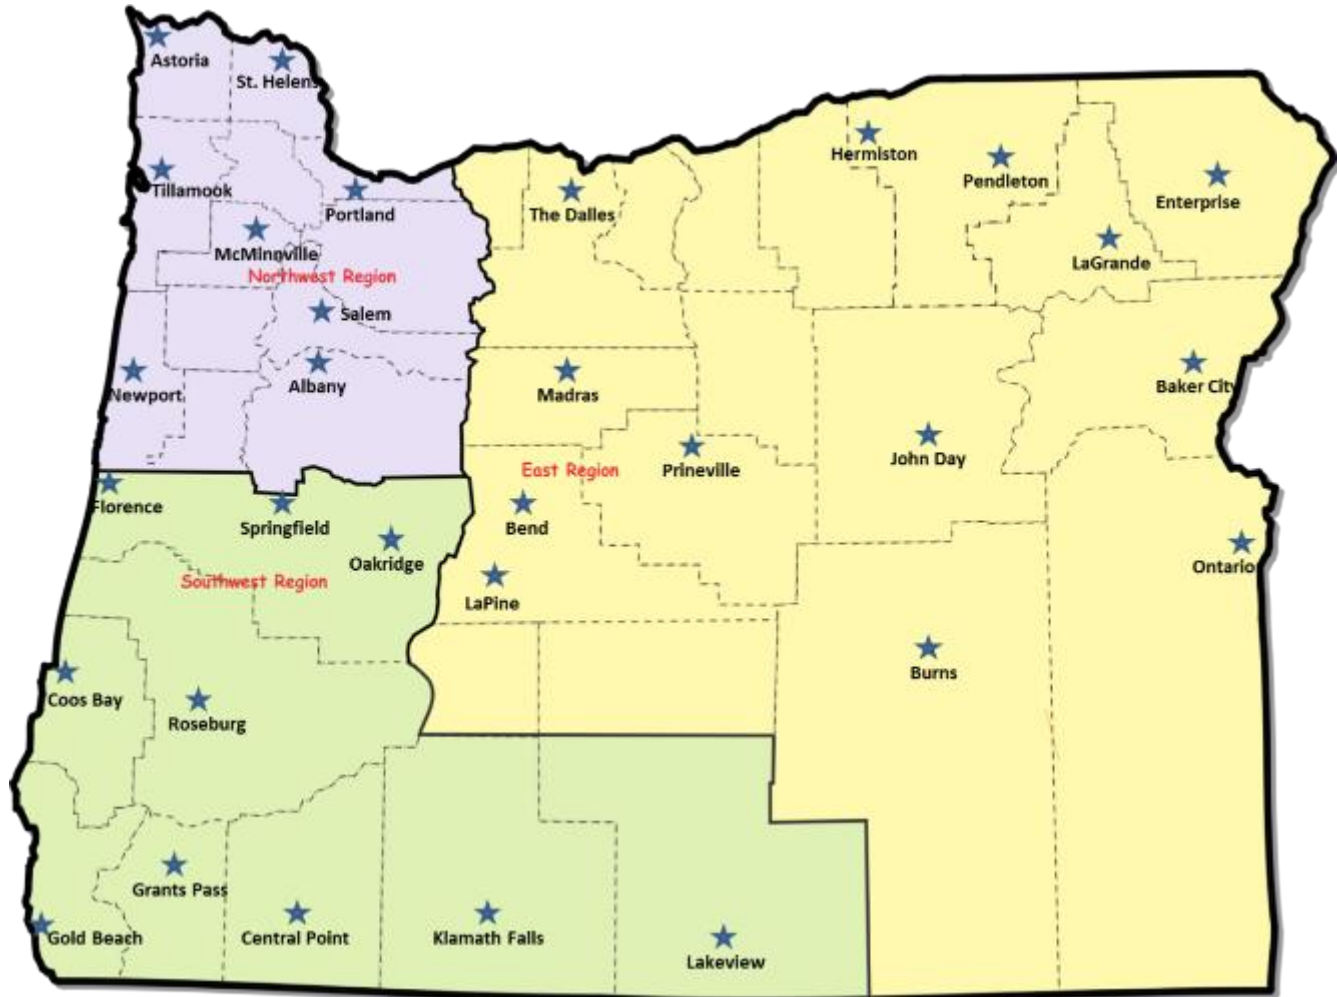 Astoria
St. Helens
Tillamook
Portland
McMinnville
Northwest Region
Salem
Albany
Newport
Hermiston
Pendleton
Enterprise
The Dalles
LaGrande
Madras
Baker City
John Day
Prineville
East Region
Bend
LaPine
Ontario
Burns
Florence
Springfield
Oakridge
Southwest Region
Coos Bay
Roseburg
Grants Pass
Gold Beach
Central Point
Klamath Falls
Lakeview